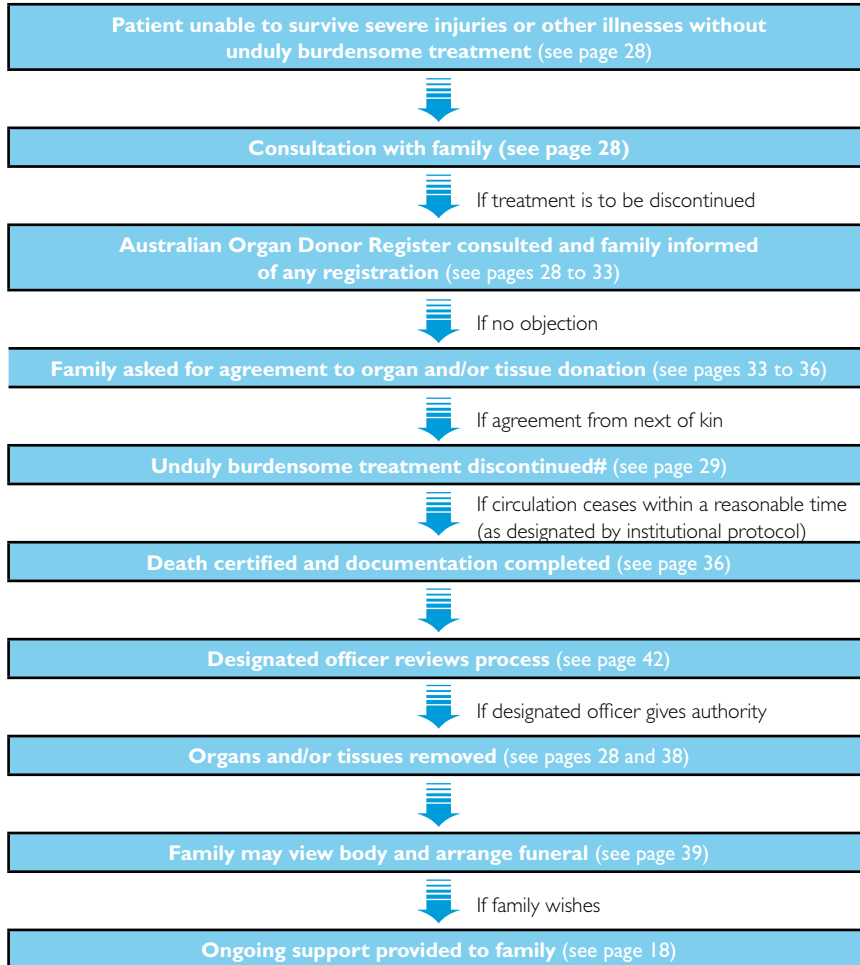 Patient unable to survive severe injuries or other illnesses without
unduly burdensome treatment (see page 28)
Consultation with family (see page 28)
If treatment is to be discontinued
Australian Organ Donor Register consulted and family informed
of any registration (see pages 28 to 33)
If no objection
Family asked for agreement to organ and/or tissue donation (see pages 33 to 36)
If agreement from next of kin
Unduly burdensome treatment discontinued# (see page 29)
If circulation ceases within a reasonable time
(as designated by institutional protocol)
Death certified and documentation completed (see page 36)
Designated officer reviews process (see page 42)
If designated officer gives authority
Organs and/or tissues removed (see pages 28 and 38)
Family may view body and arrange funeral (see page 39)
If family wishes
Ongoing support provided to family (see page 18)